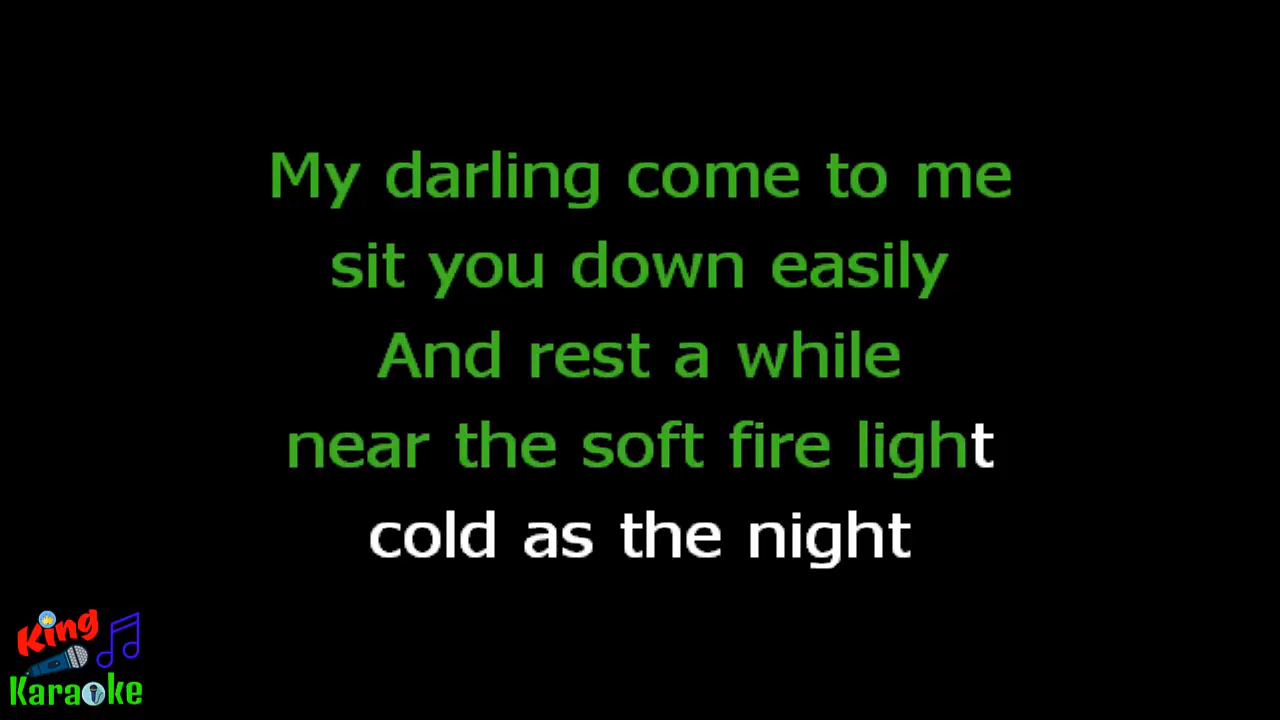 My darling come to me
sit you down easily
And rest a while
near the soft fire light
cold as the night
King
Karaoke